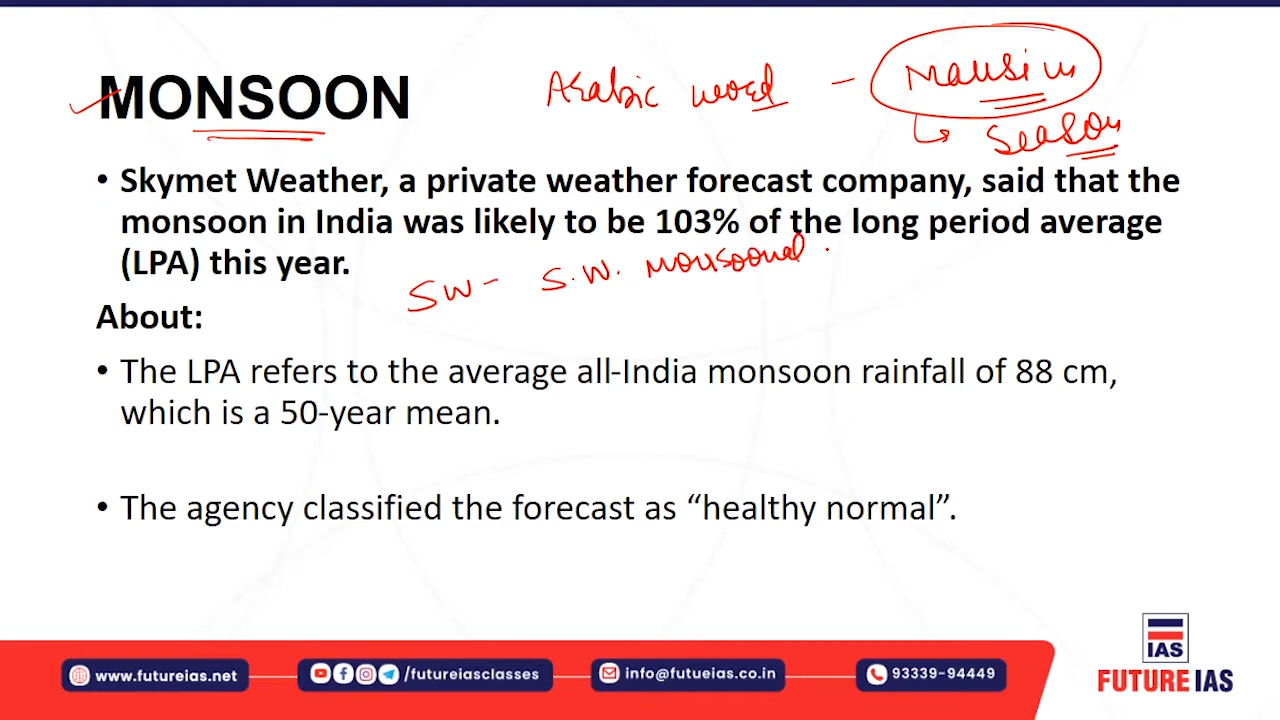 MONSOON
Arabic word - Mausim
Season
• Skymet Weather, a private weather forecast company, said that the
monsoon in India was likely to be 103% of the long period average
(LPA) this year.
SW - S.W. monsoonal
About:
• The LPA refers to the average all-India monsoon rainfall of 88 cm,
which is a 50-year mean.
• The agency classified the forecast as “healthy normal”.
www.futureias.net
/futureiasclasses
info@futueias.co.in
93339-94449
IAS
FUTURE IAS